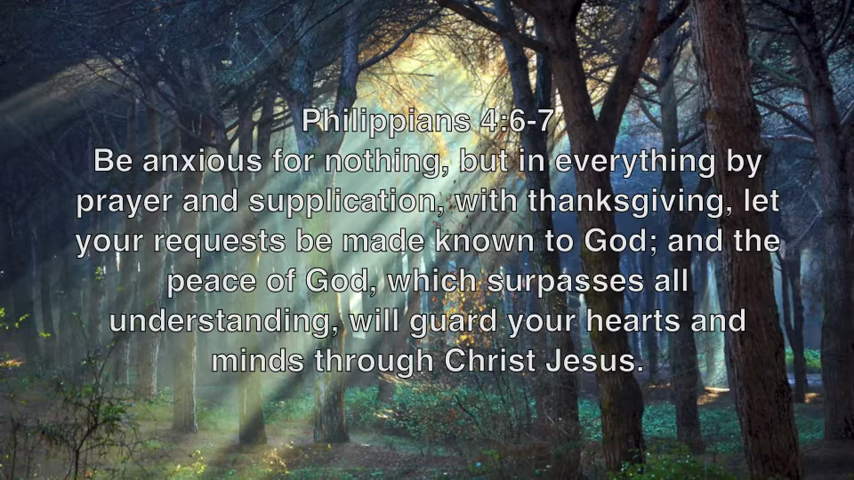 Philippians 4:6-7
Be anxious for nothing, but in everything by
prayer and supplication, with thanksgiving, let
your requests be made known to God; and the
peace of God, which surpasses all
understanding, will guard your hearts and
minds through Christ Jesus.